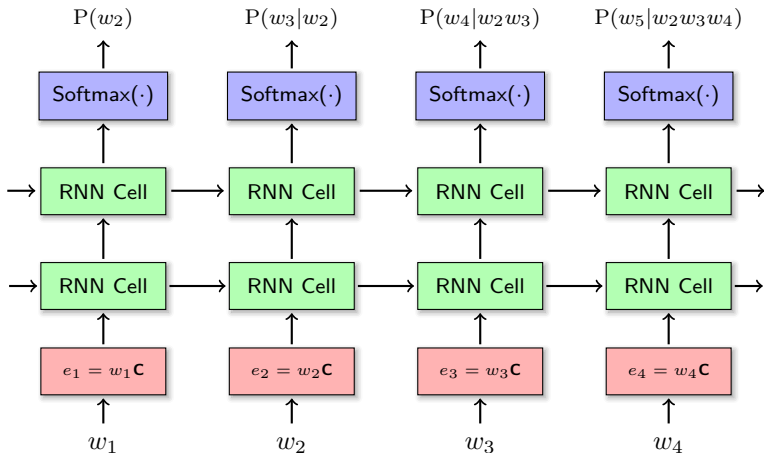 P(w₂) P(w₃|w₂) P(w₄|w₂w₃) P(w₅|w₂w₃w₄)
Softmax(·) Softmax(·) Softmax(·) Softmax(·)
RNN Cell RNN Cell RNN Cell RNN Cell
RNN Cell RNN Cell RNN Cell RNN Cell
e₁ = w₁C e₂ = w₂C e₃ = w₃C e₄ = w₄C
w₁ w₂ w₃ w₄